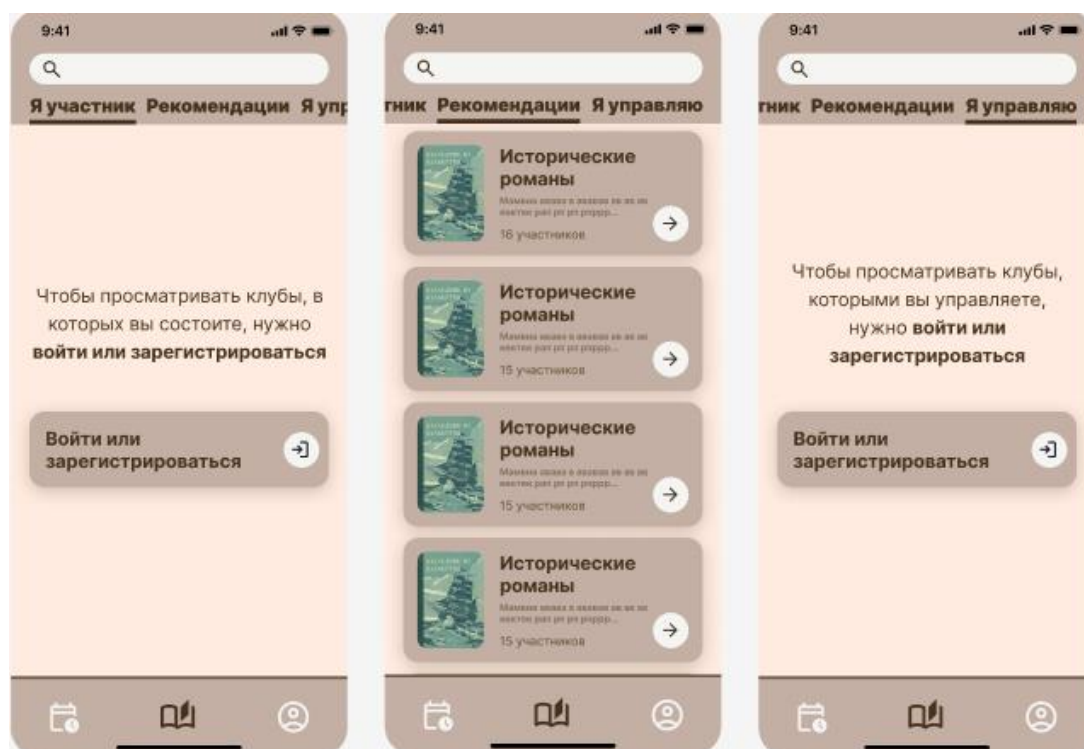 9:41
Я участник Рекомендации Я упр
Чтобы просматривать клубы, в
которых вы состоите, нужно
войти или зарегистрироваться
Войти или
зарегистрироваться
9:41
тник Рекомендации Я управляю
Исторические
романы
16 участников
Исторические
романы
15 участников
Исторические
романы
15 участников
Исторические
романы
15 участников
9:41
тник Рекомендации Я управляю
Чтобы просматривать клубы,
которыми вы управляете,
нужно войти или
зарегистрироваться
Войти или
зарегистрироваться